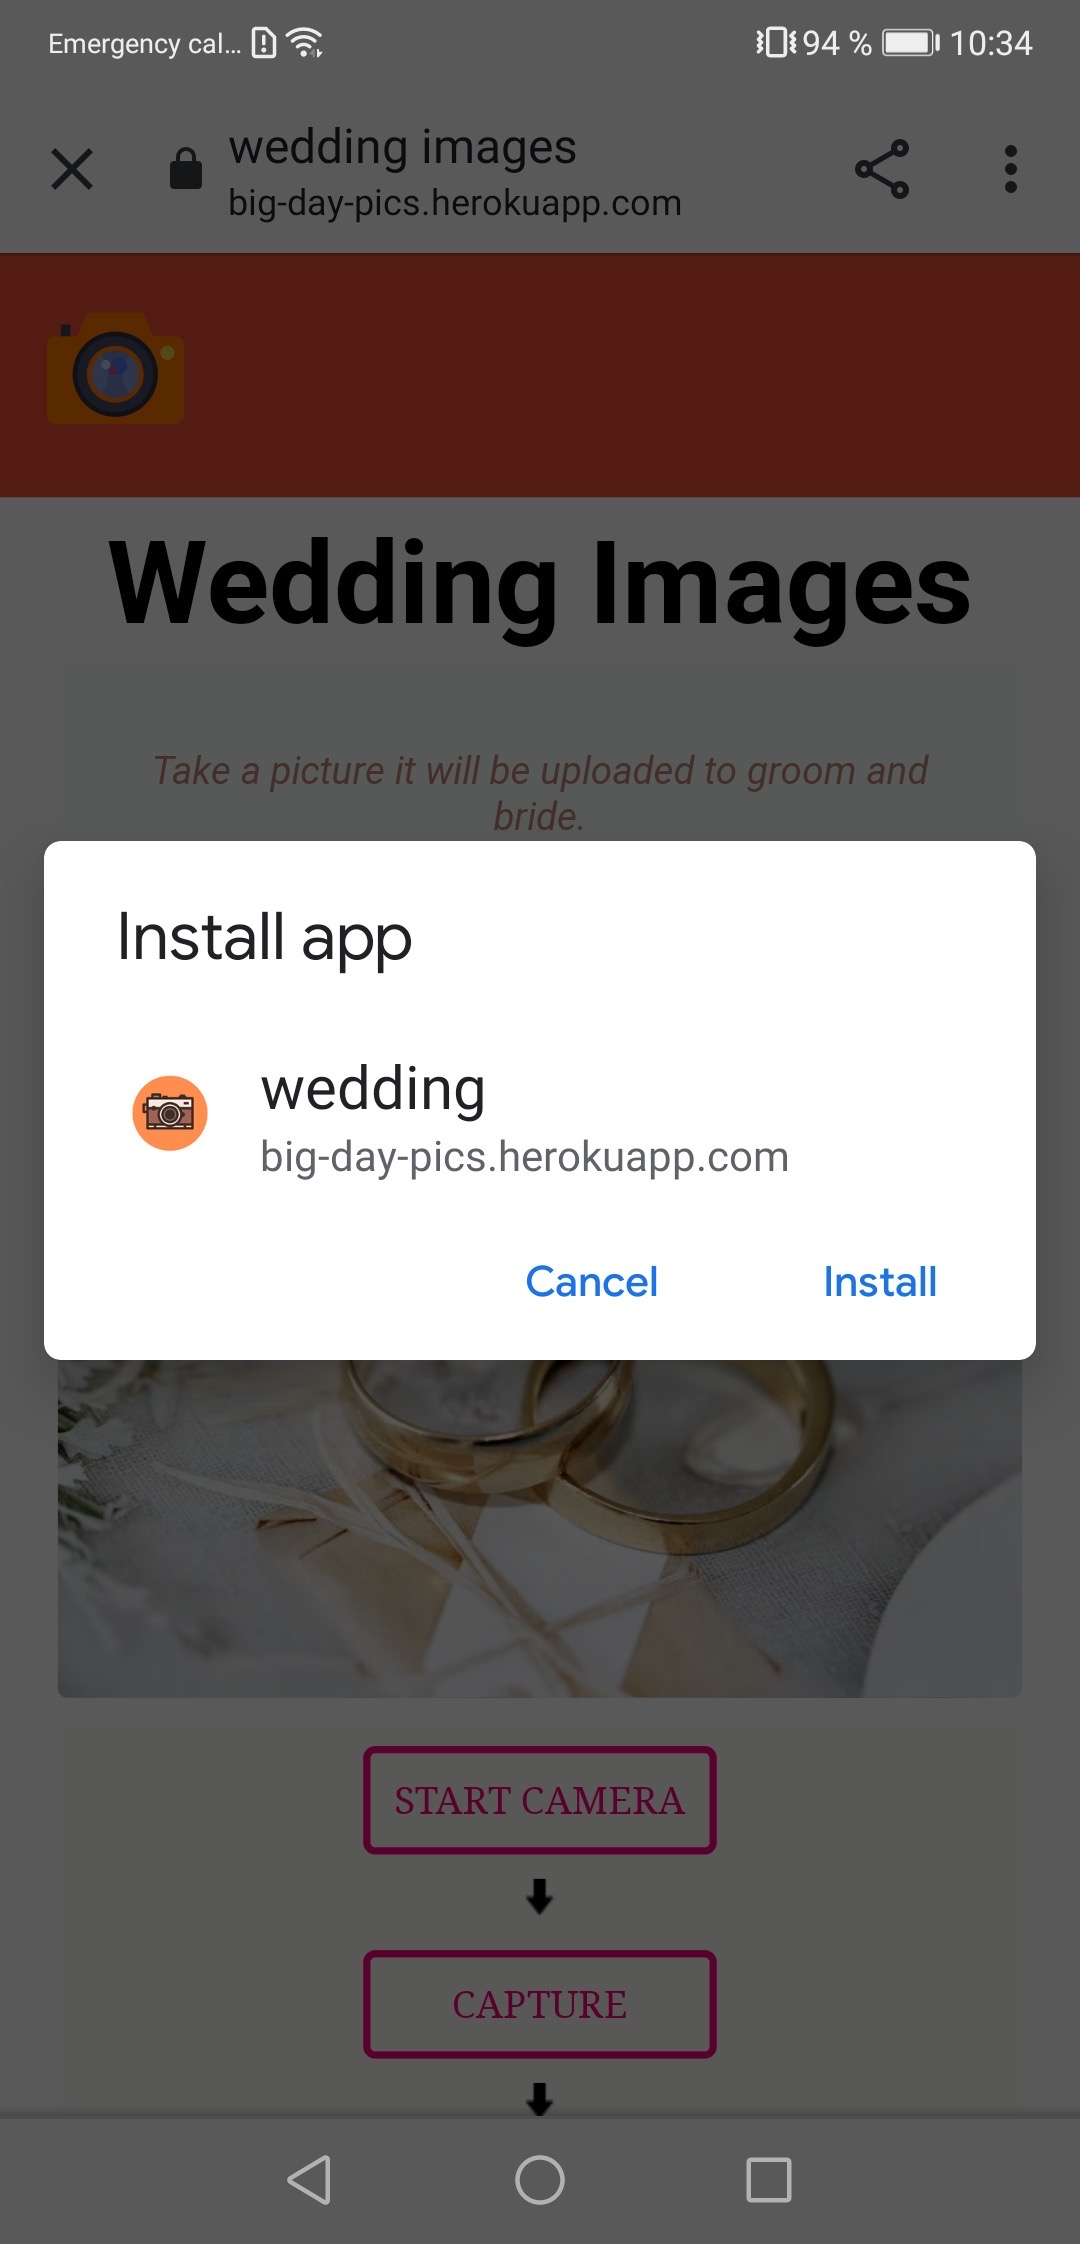 Emergency cal...
94 %
10:34
wedding images
big-day-pics.herokuapp.com
Wedding Images
Take a picture it will be uploaded to groom and
bride.
Install app
wedding
big-day-pics.herokuapp.com
Cancel
Install
START CAMERA
CAPTURE